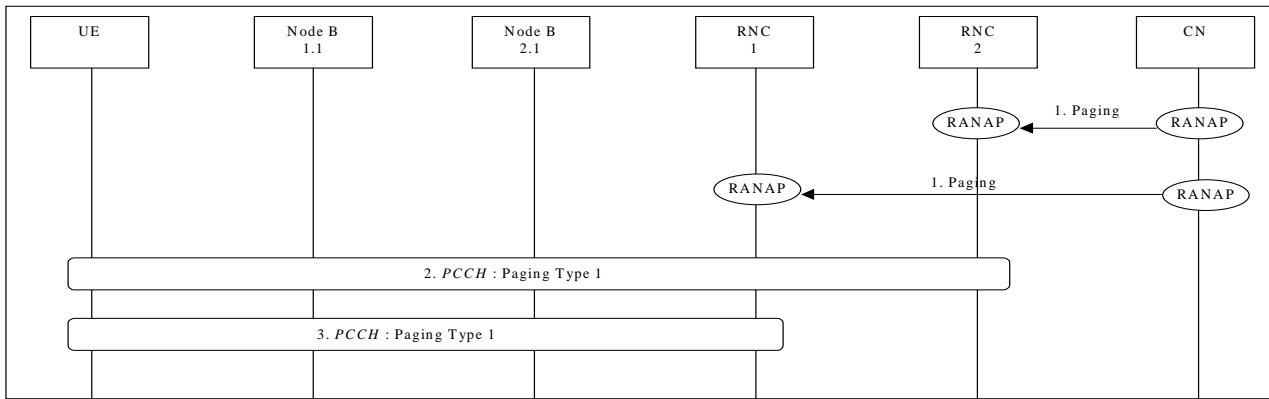 UE
Node B
1.1
Node B
2.1
RNC
1
RNC
2
CN
1. Paging
RANAP
RANAP
1. Paging
RANAP
RANAP
2. PCCH : Paging Type 1
3. PCCH : Paging Type 1